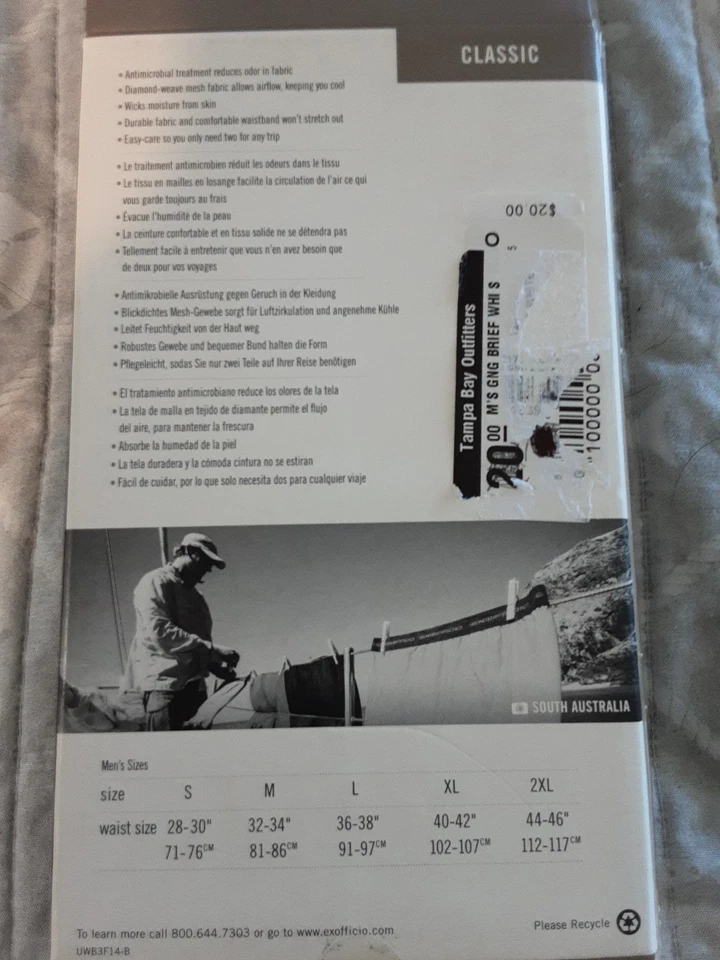 CLASSIC
• Antimicrobial treatment reduces odor in fabric
• Diamond-weave mesh fabric allows airflow, keeping you cool
• Wicks moisture from skin
• Durable fabric and comfortable waistband won't stretch out
• Easy-care so you only need two for any trip
• Le traitement antimicrobien réduit les odeurs dans le tissu
• Le tissu en mailles en losange facilite la circulation de l'air ce qui
vous garde toujours au frais
• Évacue l'humidité de la peau
• La ceinture confortable et en tissu solide ne se détendra pas
• Tellement facile à entretenir que vous n'en avez besoin que
de deux pour vos voyages
• Antimikrobielle Ausrüstung gegen Geruch in der Kleidung
• Blickdichtes Mesh-Gewebe sorgt für Luftzirkulation und angenehme Kühle
• Leitet Feuchtigkeit von der Haut weg
• Robustes Gewebe und bequemer Bund halten die Form
• Pflegeleicht, sodas Sie nur zwei Teile auf Ihrer Reise benötigen
• El tratamiento antimicrobiano reduce los olores de la tela
• La tela de malla en tejido de diamante permite el flujo
del aire, para mantener la frescura
• Absorbe la humedad de la piel
• La tela duradera y la cómoda cintura no se estiran
• Fácil de cuidar, por lo que solo necesita dos para cualquier viaje
$20.00
Tampa Bay Outfitters
20 00 M'S GNG BRIEF WHI S
O
SOUTH AUSTRALIA
Men's Sizes
size S M L XL 2XL
waist size 28-30" 32-34" 36-38" 40-42" 44-46"
71-76CM 81-86CM 91-97CM 102-107CM 112-117CM
To learn more call 800.644.7303 or go to www.exofficio.com
Please Recycle
UWB3F14-B